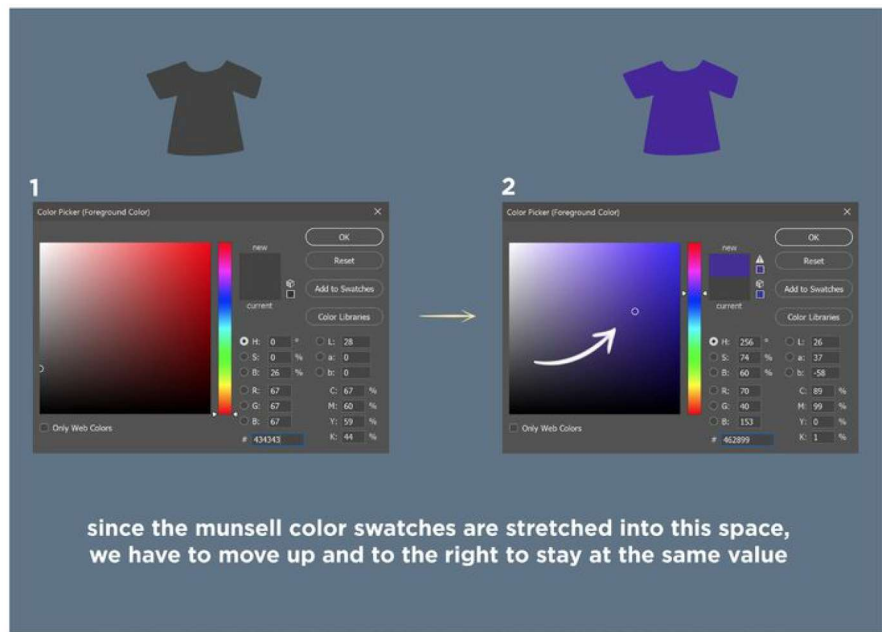 1
2
Color Picker (Foreground Color)
new
current
OK
Reset
Add to Swatches
Color Libraries
H: 0 °
S: 0 %
B: 26 %
R: 67
G: 67
B: 67
L: 28
a: 0
b: 0
C: 67 %
M: 60 %
Y: 59 %
K: 44 %
Only Web Colors
# 434343
Color Picker (Foreground Color)
new
current
OK
Reset
Add to Swatches
Color Libraries
H: 256 °
S: 74 %
B: 60 %
R: 70
G: 40
B: 153
L: 26
a: 37
b: -58
C: 89 %
M: 99 %
Y: 0 %
K: 1 %
Only Web Colors
# 462899
since the munsell color swatches are stretched into this space,
we have to move up and to the right to stay at the same value